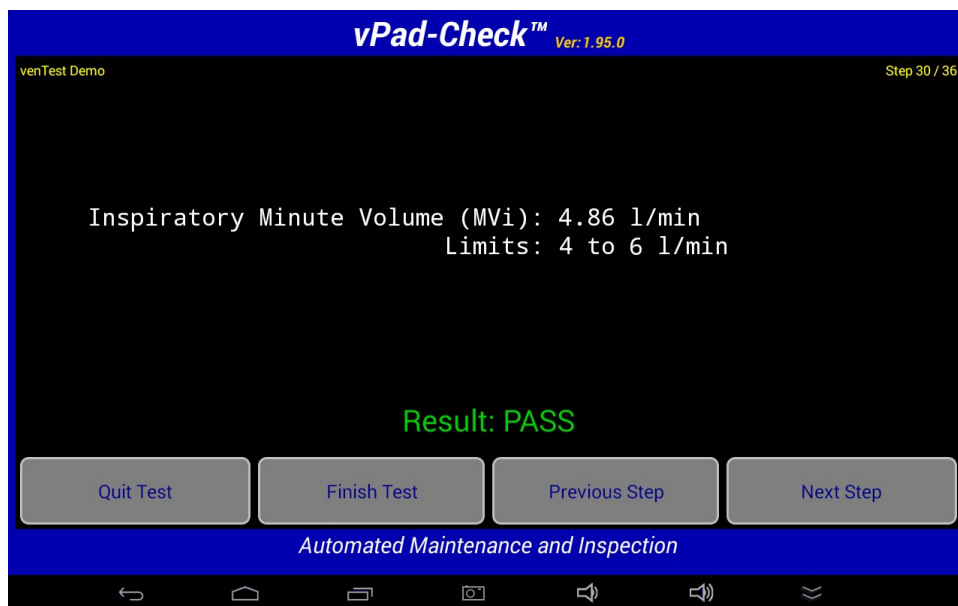 vPad-Check™ Ver: 1.95.0
venTest Demo Step 30 / 36
Inspiratory Minute Volume (MVi): 4.86 l/min
Limits: 4 to 6 l/min
Result: PASS
Quit Test Finish Test Previous Step Next Step
Automated Maintenance and Inspection